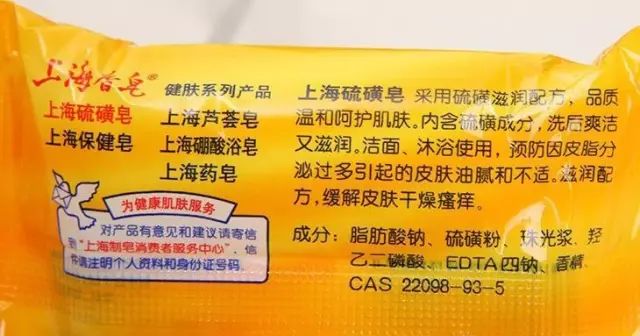 上海香皂®
健肤系列产品
上海硫磺皂
上海芦荟皂
上海保健皂
上海硼酸浴皂
上海药皂
为健康肌肤服务
对产品有意见和建议请寄信
到“上海制皂消费者服务中心”信
件请注明个人资料和身份证号码
上海硫磺皂 采用硫磺滋润配方，品质
温和呵护肌肤。内含硫磺成分，洗后爽洁
又滋润。洁面、沐浴使用，预防因皮脂分
泌过多引起的皮肤油腻和不适。滋润配
方，缓解皮肤干燥瘙痒。
成分：脂肪酸钠、硫磺粉、珠光浆、羟
乙二磷酸、EDTA四钠、香精、
CAS 22098-93-5